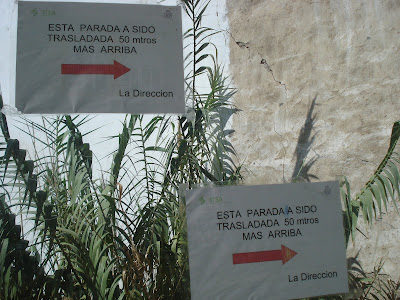 ESTA PARADA A SIDO
TRASLADADA 50 mtros
MAS ARRIBA
La Direccion
ESTA PARADA A SIDO
TRASLADADA 50 mtros
MAS ARRIBA
La Direccion